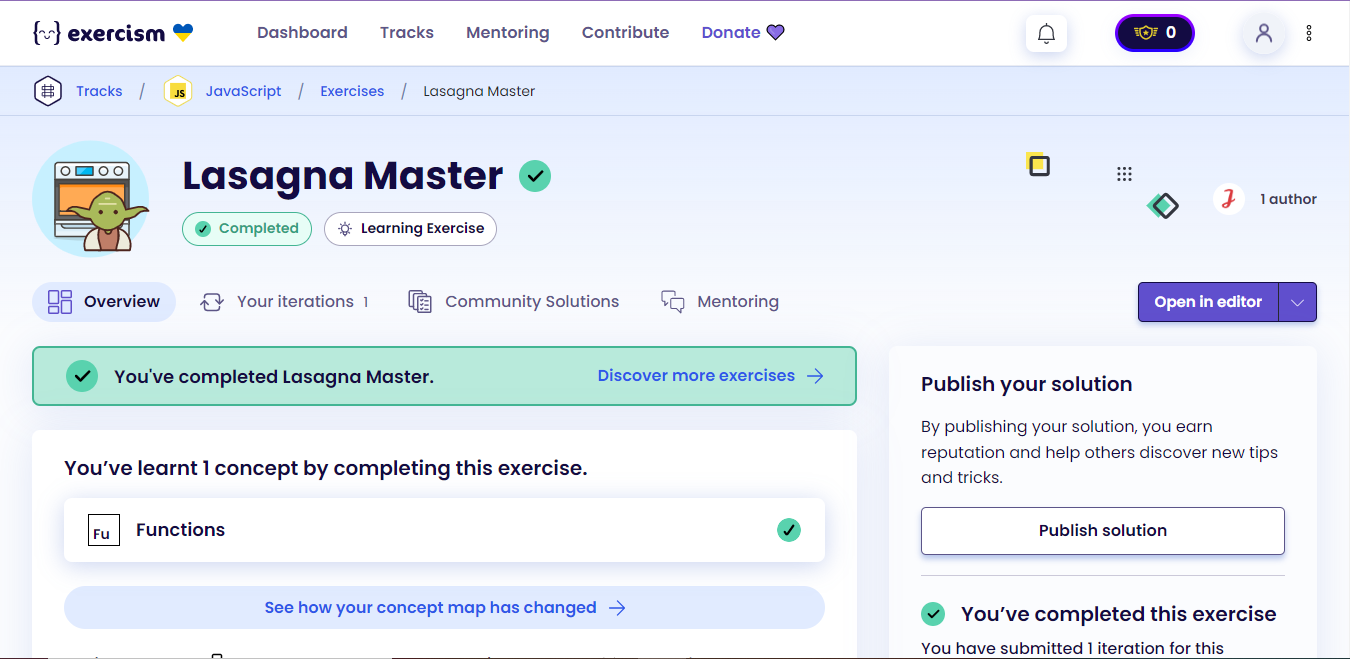 exercism Dashboard Tracks Mentoring Contribute Donate 0
Tracks / JS JavaScript / Exercises / Lasagna Master
Lasagna Master
1 author
Completed Learning Exercise
Overview Your iterations 1 Community Solutions Mentoring Open in editor
You've completed Lasagna Master. Discover more exercises
Publish your solution
By publishing your solution, you earn
reputation and help others discover new tips
and tricks.
You’ve learnt 1 concept by completing this exercise.
Fu Functions
Publish solution
See how your concept map has changed
You’ve completed this exercise
You have submitted 1 iteration for this